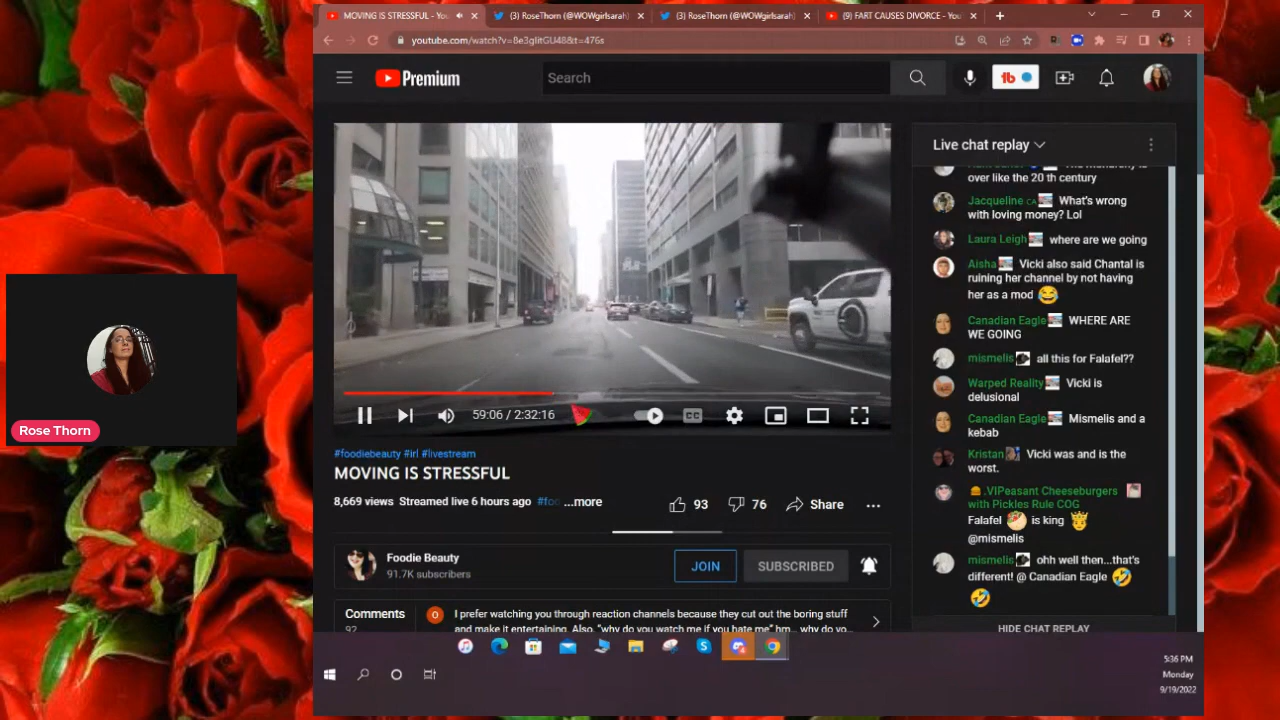 MOVING IS STRESSFUL - You
(3) RoseThorn (@WOWgirlsarah)
(3) RoseThorn (@WOWgirlsarah)
(9) FART CAUSES DIVORCE - You
youtube.com/watch?v=8e3glitGU48&t=476s
Premium
Search
tb
Live chat replay
over like the 20 th century
Jacqueline CA What's wrong
with loving money? Lol
Laura Leigh where are we going
Aisha Vicki also said Chantal is
ruining her channel by not having
her as a mod 😂
Canadian Eagle WHERE ARE
WE GOING
mismelis all this for Falafel??
Warped Reality Vicki is
delusional
Canadian Eagle Mismelis and a
kebab
Kristan Vicki was and is the
worst.
🍔.VIPeasant Cheeseburgers
with Pickles Rule COG
Falafel 🥙 is king 🤴
@mismelis
mismelis ohh well then...that's
different! @ Canadian Eagle 🤣
🤣
HIDE CHAT REPLAY
59:06 / 2:32:16
CC
#foodiebeauty #irl #livestream
MOVING IS STRESSFUL
8,669 views Streamed live 6 hours ago #foo ...more
93
76
Share
Foodie Beauty
91.7K subscribers
JOIN
SUBSCRIBED
Comments
92
O
I prefer watching you through reaction channels because they cut out the boring stuff
and make it entertaining. Also, "why do you watch me if you hate me" hm... why do yo...
Rose Thorn
5:36 PM
Monday
9/19/2022